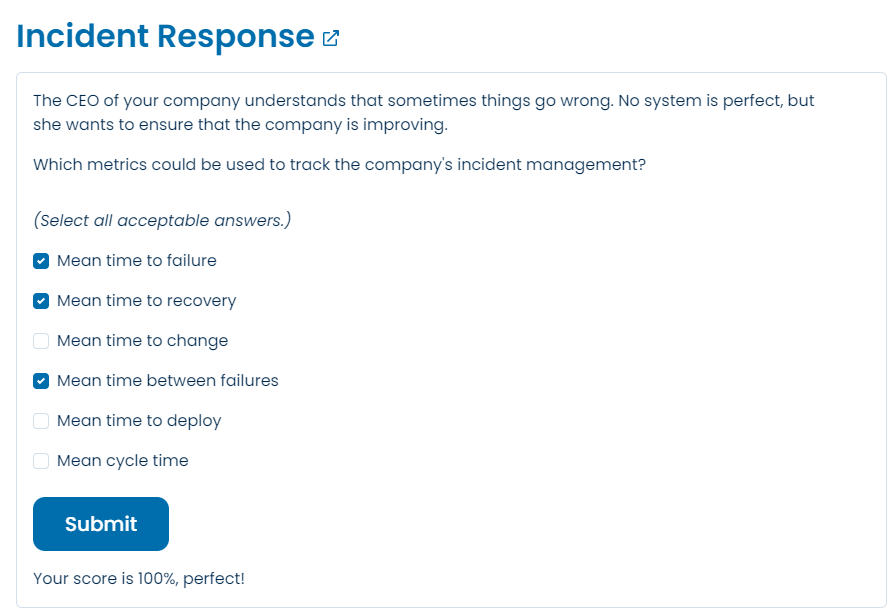 Incident Response
The CEO of your company understands that sometimes things go wrong. No system is perfect, but
she wants to ensure that the company is improving.
Which metrics could be used to track the company's incident management?
(Select all acceptable answers.)
Mean time to failure
Mean time to recovery
Mean time to change
Mean time between failures
Mean time to deploy
Mean cycle time
Submit
Your score is 100%, perfect!